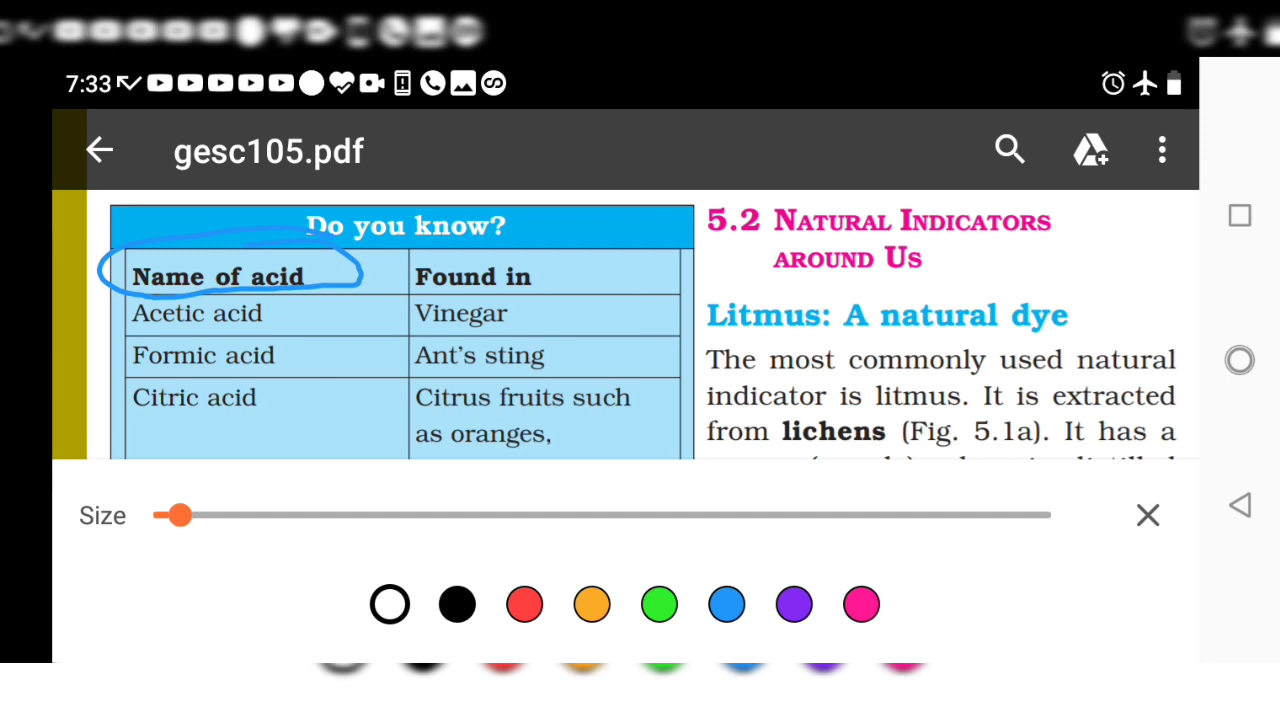 7:33
gesc105.pdf
Do you know?
Name of acid Found in
Acetic acid Vinegar
Formic acid Ant's sting
Citric acid Citrus fruits such
as oranges,
5.2 NATURAL INDICATORS
AROUND US
Litmus: A natural dye
The most commonly used natural
indicator is litmus. It is extracted
from lichens (Fig. 5.1a). It has a
Size